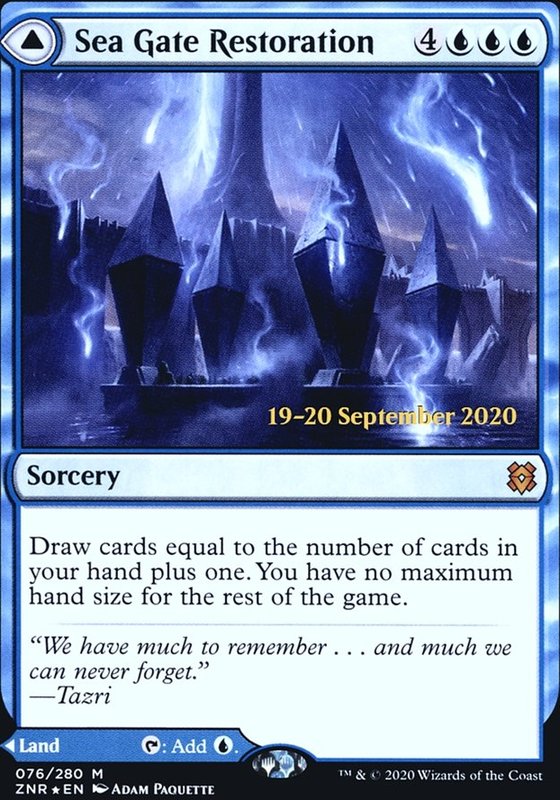 Sea Gate Restoration 4
19–20 September 2020
Sorcery
Draw cards equal to the number of cards in
your hand plus one. You have no maximum
hand size for the rest of the game.
“We have much to remember . . . and much we
can never forget.”
—Tazri
Land : Add .
076/280 M
ZNR ★ EN Adam Paquette
™ & © 2020 Wizards of the Coast